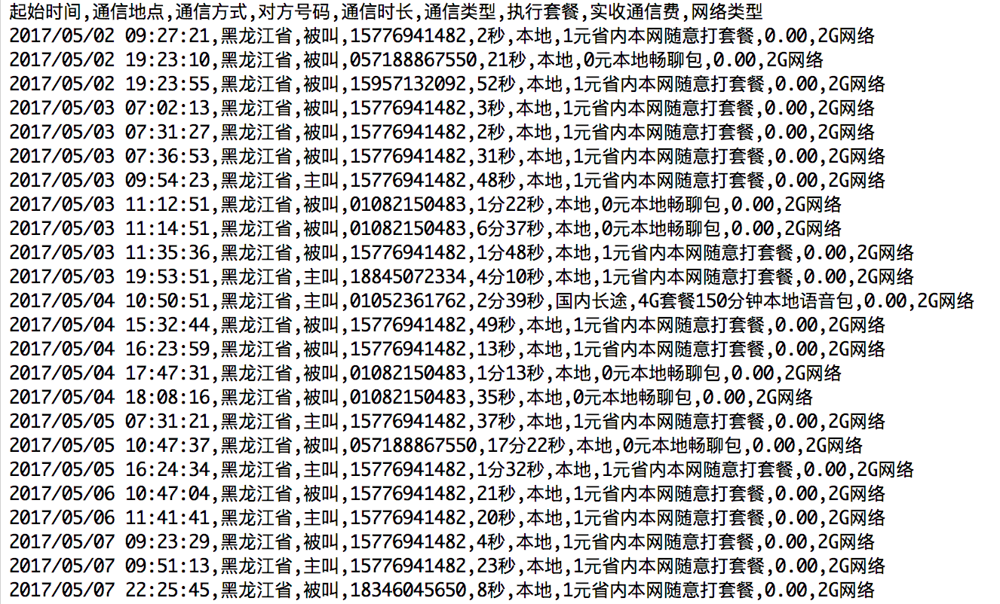 起始时间,通信地点,通信方式,对方号码,通信时长,通信类型,执行套餐,实收通信费,网络类型
2017/05/02 09:27:21,黑龙江省,被叫,15776941482,2秒,本地,1元省内本网随意打套餐,0.00,2G网络
2017/05/02 19:23:10,黑龙江省,被叫,057188867550,21秒,本地,0元本地畅聊包,0.00,2G网络
2017/05/02 19:23:55,黑龙江省,被叫,15957132092,52秒,本地,1元省内本网随意打套餐,0.00,2G网络
2017/05/03 07:02:13,黑龙江省,被叫,15776941482,3秒,本地,1元省内本网随意打套餐,0.00,2G网络
2017/05/03 07:31:27,黑龙江省,被叫,15776941482,2秒,本地,1元省内本网随意打套餐,0.00,2G网络
2017/05/03 07:36:53,黑龙江省,被叫,15776941482,31秒,本地,1元省内本网随意打套餐,0.00,2G网络
2017/05/03 09:54:23,黑龙江省,主叫,15776941482,48秒,本地,1元省内本网随意打套餐,0.00,2G网络
2017/05/03 11:12:51,黑龙江省,被叫,01082150483,1分22秒,本地,0元本地畅聊包,0.00,2G网络
2017/05/03 11:14:51,黑龙江省,被叫,01082150483,6分37秒,本地,0元本地畅聊包,0.00,2G网络
2017/05/03 11:35:36,黑龙江省,被叫,15776941482,1分48秒,本地,1元省内本网随意打套餐,0.00,2G网络
2017/05/03 19:53:51,黑龙江省,主叫,18845072334,4分10秒,本地,1元省内本网随意打套餐,0.00,2G网络
2017/05/04 10:50:51,黑龙江省,主叫,01052361762,2分39秒,国内长途,4G套餐150分钟本地语音包,0.00,2G网络
2017/05/04 15:32:44,黑龙江省,被叫,15776941482,49秒,本地,1元省内本网随意打套餐,0.00,2G网络
2017/05/04 16:23:59,黑龙江省,被叫,15776941482,13秒,本地,1元省内本网随意打套餐,0.00,2G网络
2017/05/04 17:47:31,黑龙江省,被叫,01082150483,1分13秒,本地,0元本地畅聊包,0.00,2G网络
2017/05/04 18:08:16,黑龙江省,被叫,01082150483,35秒,本地,0元本地畅聊包,0.00,2G网络
2017/05/05 07:31:21,黑龙江省,主叫,15776941482,37秒,本地,1元省内本网随意打套餐,0.00,2G网络
2017/05/05 10:47:37,黑龙江省,被叫,057188867550,17分22秒,本地,0元本地畅聊包,0.00,2G网络
2017/05/05 16:24:34,黑龙江省,主叫,15776941482,1分32秒,本地,1元省内本网随意打套餐,0.00,2G网络
2017/05/06 10:47:04,黑龙江省,被叫,15776941482,21秒,本地,1元省内本网随意打套餐,0.00,2G网络
2017/05/06 11:41:41,黑龙江省,主叫,15776941482,20秒,本地,1元省内本网随意打套餐,0.00,2G网络
2017/05/07 09:23:29,黑龙江省,被叫,15776941482,4秒,本地,1元省内本网随意打套餐,0.00,2G网络
2017/05/07 09:51:13,黑龙江省,主叫,15776941482,23秒,本地,1元省内本网随意打套餐,0.00,2G网络
2017/05/07 22:25:45,黑龙江省,被叫,18346045650,8秒,本地,1元省内本网随意打套餐,0.00,2G网络